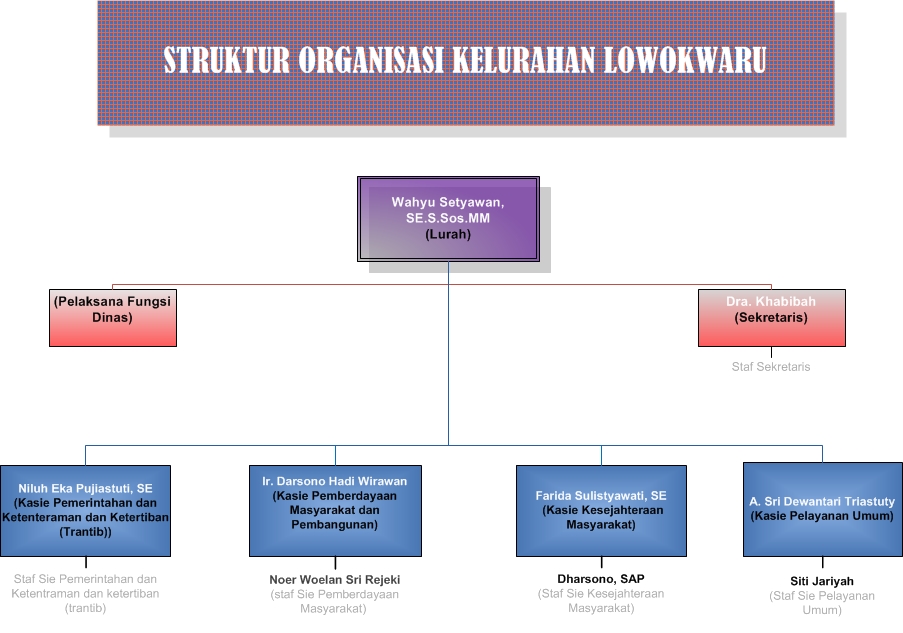 STRUKTUR ORGANISASI KELURAHAN LOWOKWARU
Wahyu Setyawan,
SE.S.Sos.MM
(Lurah)
(Pelaksana Fungsi
Dinas)
Dra. Khabibah
(Sekretaris)
Staf Sekretaris
Niluh Eka Pujiastuti, SE
(Kasie Pemerintahan dan
Ketenteraman dan Ketertiban
(Trantib))
Staf Sie Pemerintahan dan
Ketentraman dan ketertiban
(trantib)
Ir. Darsono Hadi Wirawan
(Kasie Pemberdayaan
Masyarakat dan
Pembangunan)
Noer Woelan Sri Rejeki
(staf Sie Pemberdayaan
Masyarakat)
Farida Sulistyawati, SE
(Kasie Kesejahteraan
Masyarakat)
Dharsono, SAP
(Staf Sie Kesejahteraan
Masyarakat)
A. Sri Dewantari Triastuty
(Kasie Pelayanan Umum)
Siti Jariyah
(Staf Sie Pelayanan
Umum)